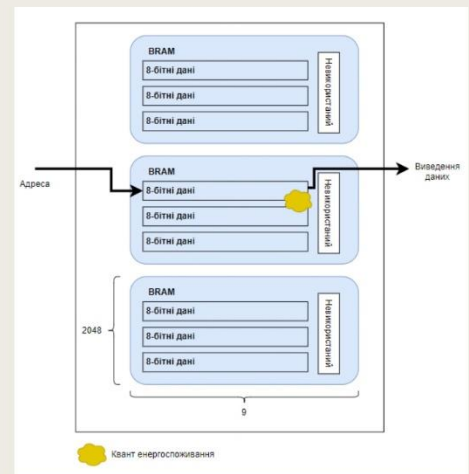 BRAM
8-бітні дані
8-бітні дані
8-бітні дані
Невикористаний
Адреса
BRAM
8-бітні дані
8-бітні дані
8-бітні дані
Невикористаний
Виведення
даних
2048
BRAM
8-бітні дані
8-бітні дані
8-бітні дані
Невикористаний
9
Квант енергоспоживання